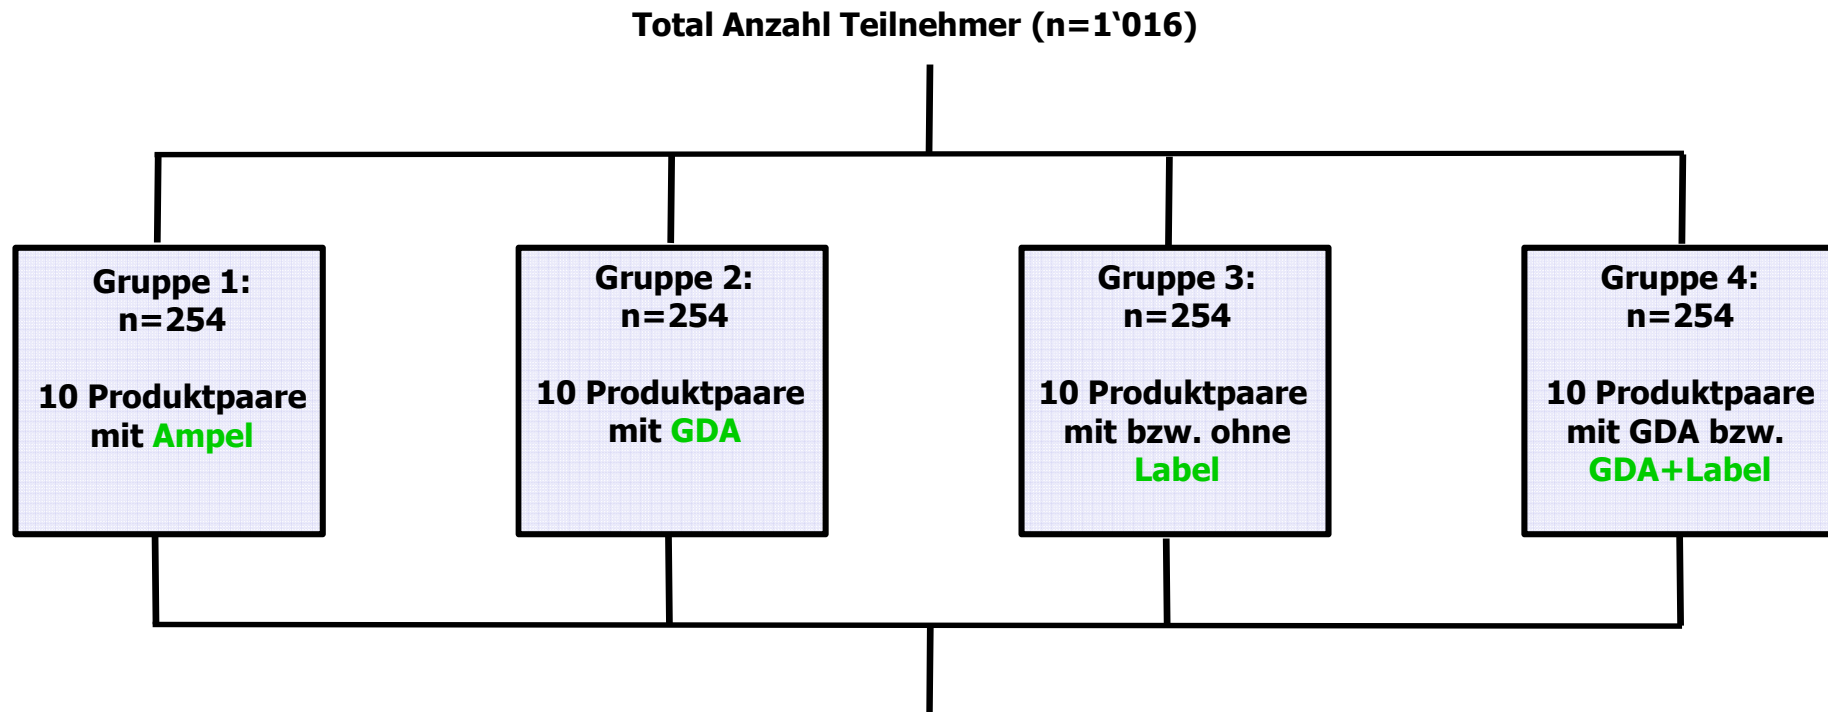 Total Anzahl Teilnehmer (n=1‘016)
Gruppe 1:
n=254
10 Produktpaare
mit Ampel
Gruppe 2:
n=254
10 Produktpaare
mit GDA
Gruppe 3:
n=254
10 Produktpaare
mit bzw. ohne
Label
Gruppe 4:
n=254
10 Produktpaare
mit GDA bzw.
GDA+Label